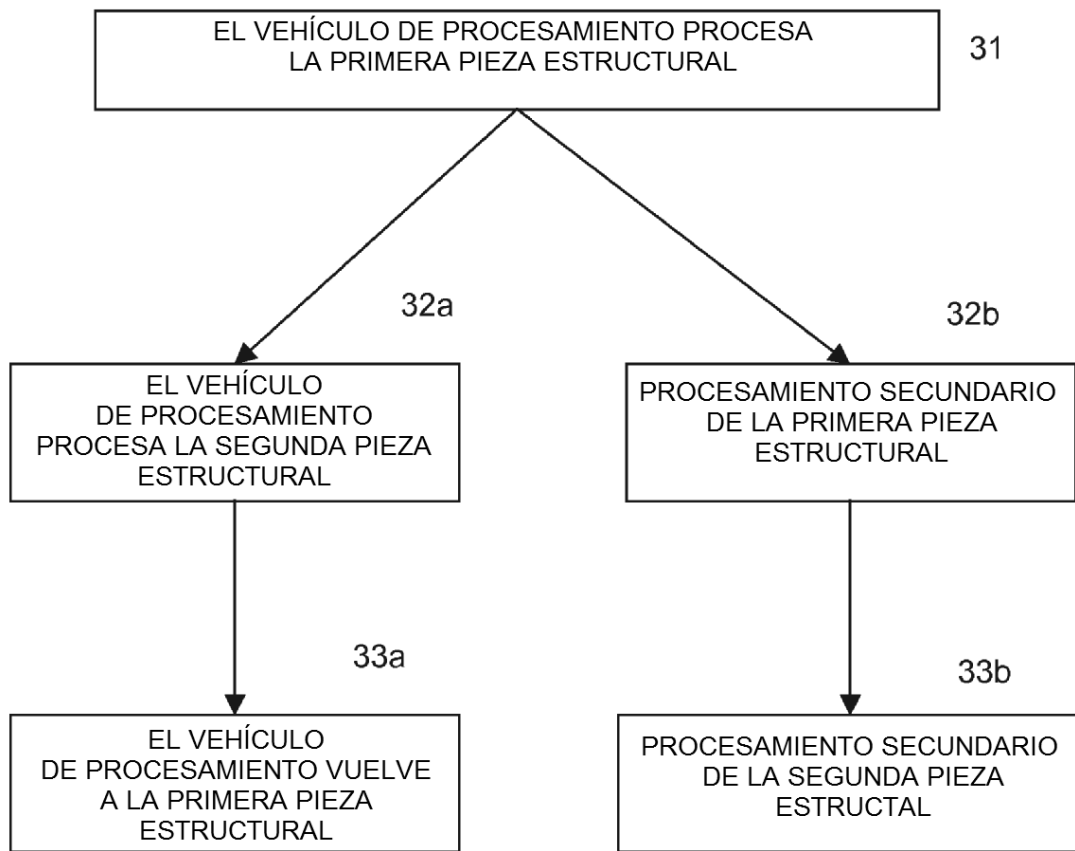 EL VEHÍCULO DE PROCESAMIENTO PROCESA
LA PRIMERA PIEZA ESTRUCTURAL
31
32a
32b
EL VEHÍCULO
DE PROCESAMIENTO
PROCESA LA SEGUNDA PIEZA
ESTRUCTURAL
PROCESAMIENTO SECUNDARIO
DE LA PRIMERA PIEZA
ESTRUCTURAL
33a
33b
EL VEHÍCULO
DE PROCESAMIENTO VUELVE
A LA PRIMERA PIEZA
ESTRUCTURAL
PROCESAMIENTO SECUNDARIO
DE LA SEGUNDA PIEZA
ESTRUCTAL